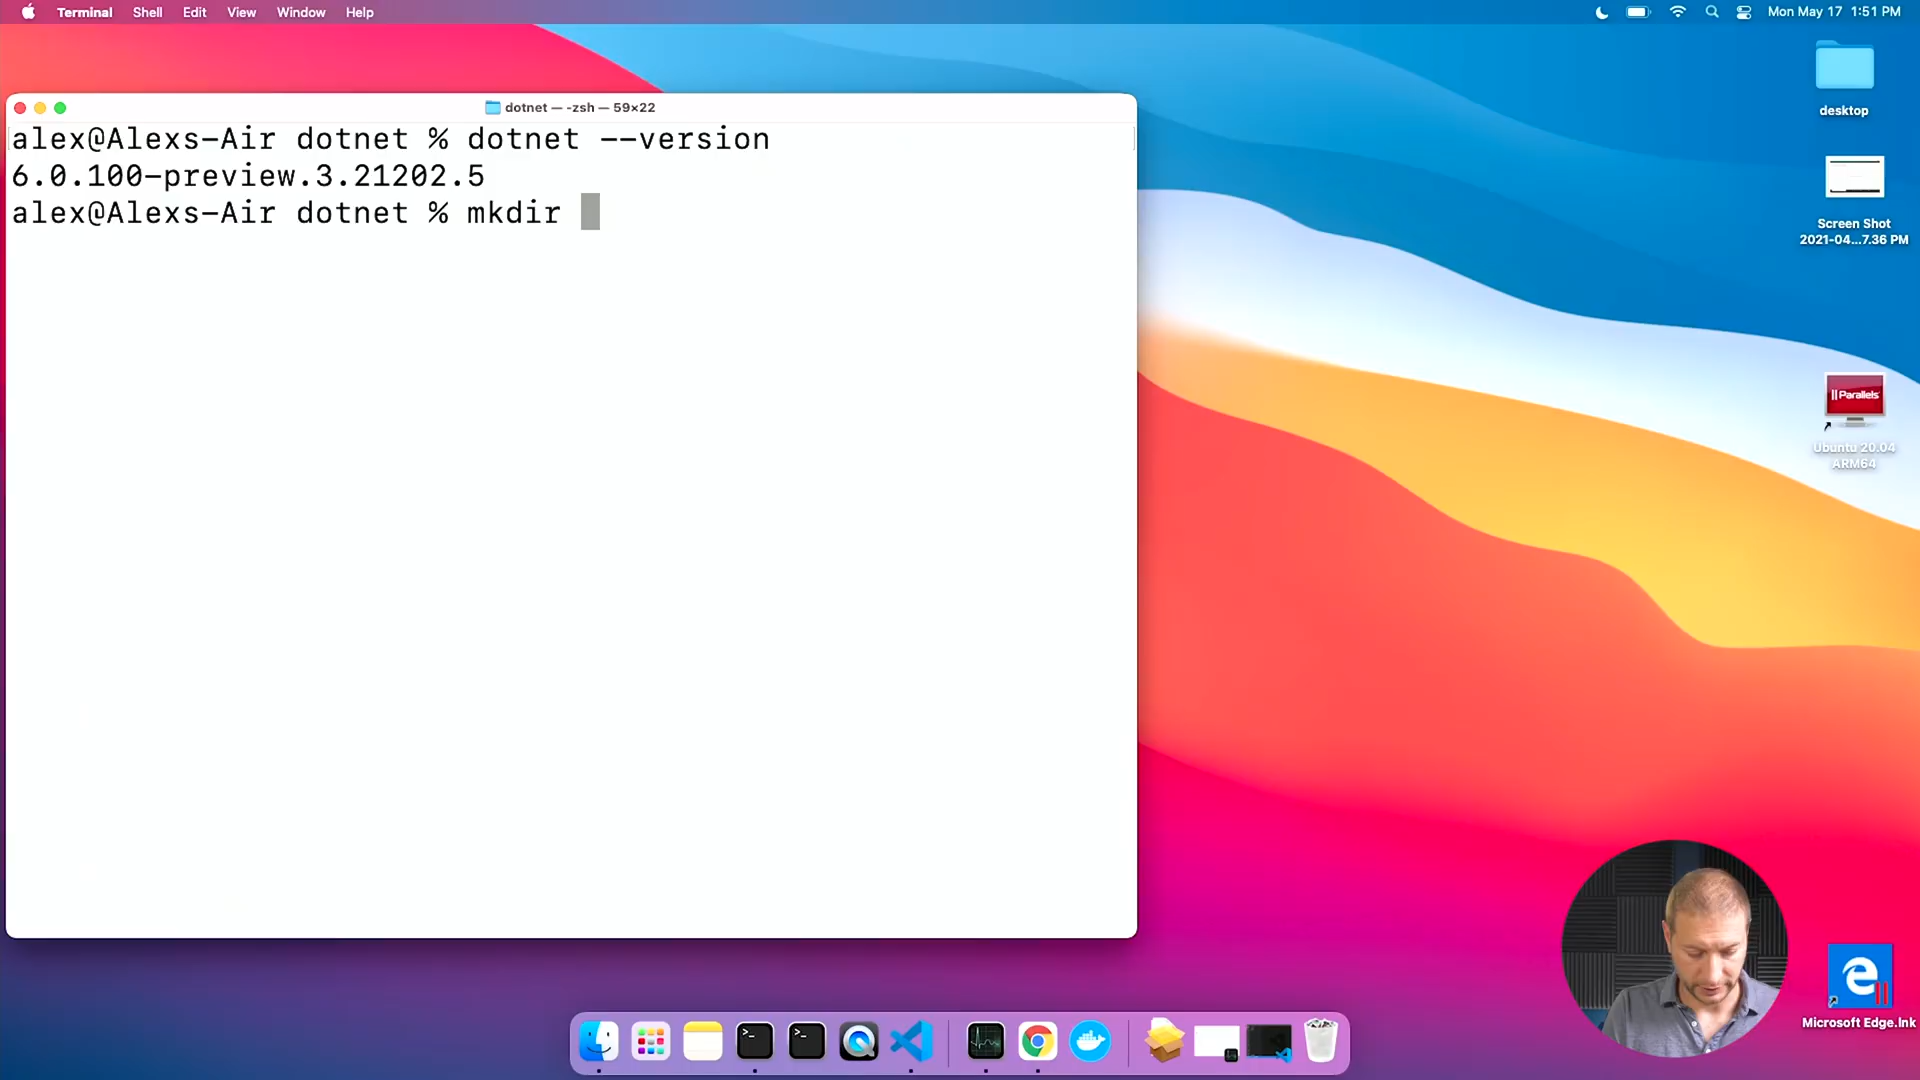 Terminal Shell Edit View Window Help
Mon May 17 1:51 PM
dotnet — -zsh — 59×22
alex@Alexs-Air dotnet % dotnet --version
6.0.100-preview.3.21202.5
alex@Alexs-Air dotnet % mkdir
desktop
Screen Shot
2021-04...7.36 PM
Parallels
Ubuntu 20.04
ARM64
Microsoft Edge.lnk
>_
>_